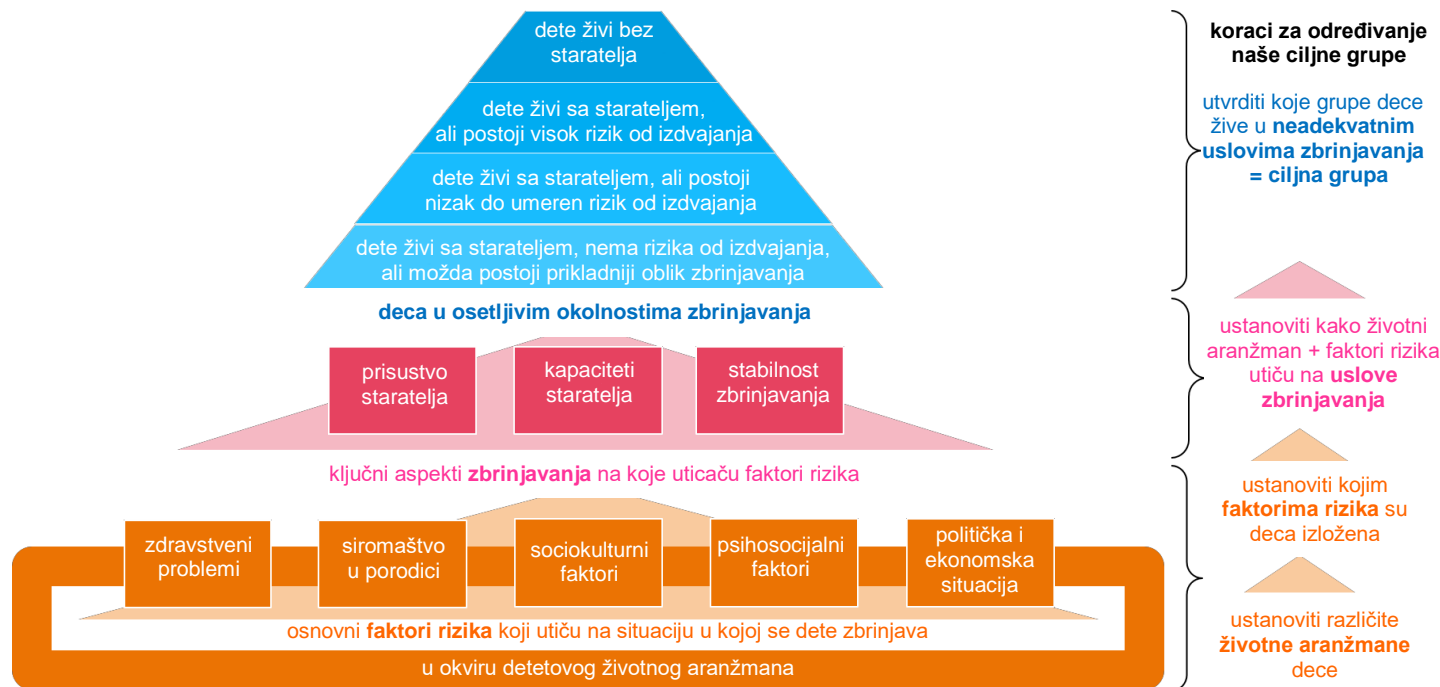 dete živi bez
staratelja
dete živi sa starateljem,
ali postoji visok rizik od izdvajanja
dete živi sa starateljem, ali postoji
nizak do umeren rizik od izdvajanja
dete živi sa starateljem, nema rizika od izdvajanja,
ali možda postoji prikladniji oblik zbrinjavanja
deca u osetljivim okolnostima zbrinjavanja
prisustvo
staratelja
kapaciteti
staratelja
stabilnost
zbrinjavanja
ključni aspekti zbrinjavanja na koje uticaču faktori rizika
zdravstveni
problemi
siromaštvo
u porodici
sociokulturni
faktori
psihosocijalni
faktori
politička i
ekonomska
situacija
osnovni faktori rizika koji utiču na situaciju u kojoj se dete zbrinjava
u okviru detetovog životnog aranžmana
koraci za određivanje
naše ciljne grupe
utvrditi koje grupe dece
žive u neadekvatnim
uslovima zbrinjavanja
= ciljna grupa
ustanoviti kako životni
aranžman + faktori rizika
utiču na uslove
zbrinjavanja
ustanoviti kojim
faktorima rizika su
deca izložena
ustanoviti različite
životne aranžmane
dece